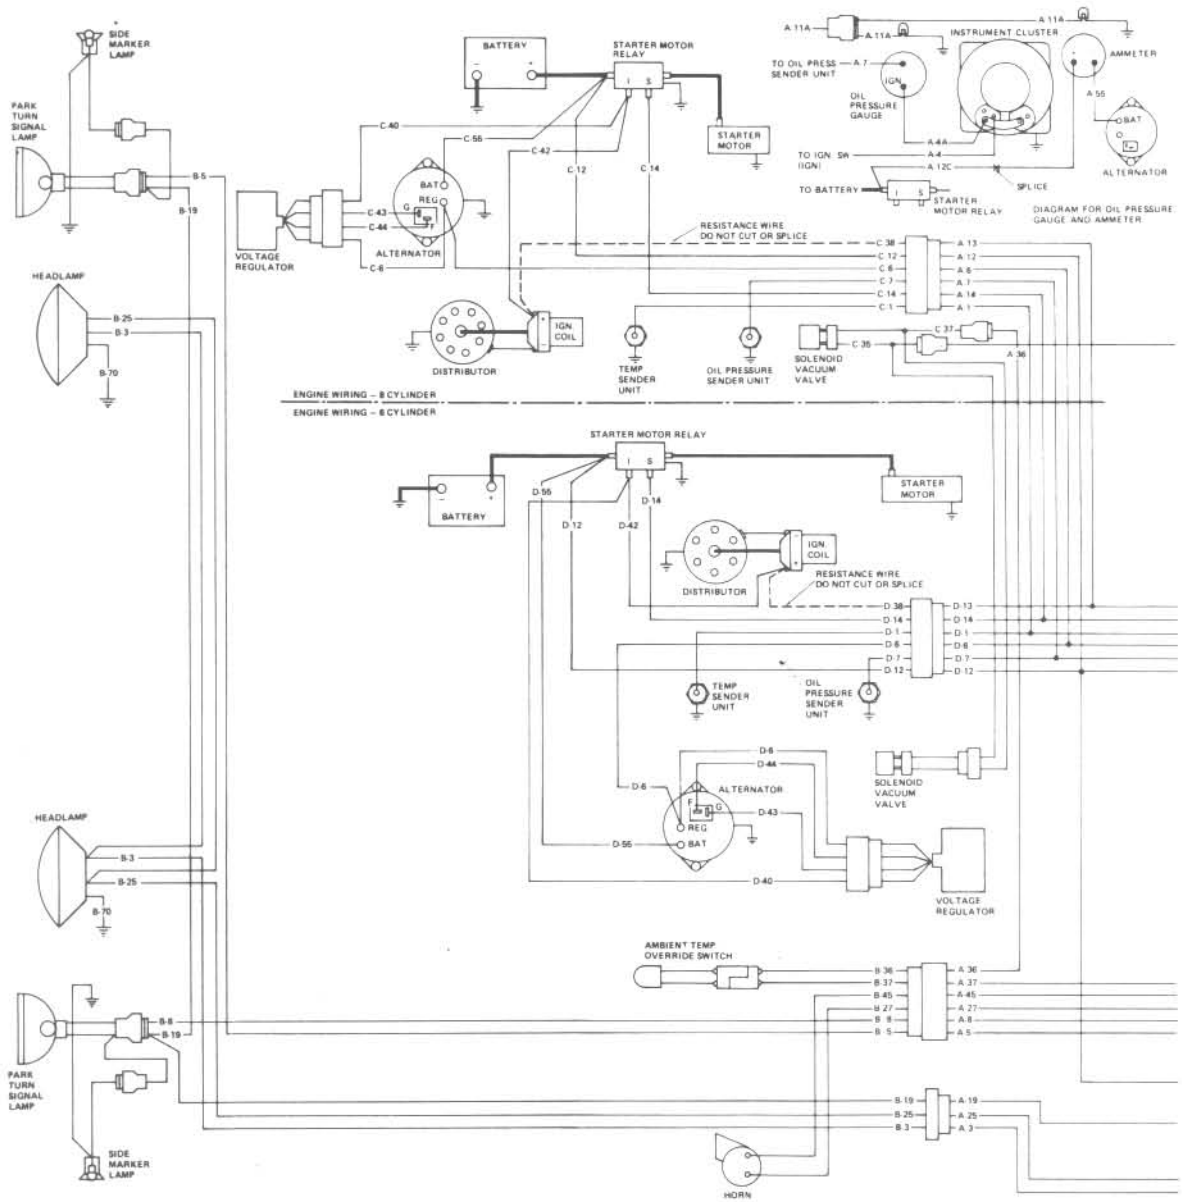 SIDE
MARKER
LAMP
PARK
TURN
SIGNAL
LAMP
B-5
B-19
HEADLAMP
B-25
B-3
B-70
BATTERY
-
+
STARTER MOTOR
RELAY
I S
STARTER
MOTOR
C-40
C-55
C-42
C-12
C-14
BAT
REG
G
F
C-43
C-44
ALTERNATOR
C-6
VOLTAGE
REGULATOR
A 11A
A 11A
A 11A
INSTRUMENT CLUSTER
AMMETER
- +
TO OIL PRESS
SENDER UNIT
A 7
IGN
OIL
PRESSURE
GAUGE
A 55
BAT
ALTERNATOR
A 4A
TO IGN SW
(IGN)
A 4
A 12C
SPLICE
TO BATTERY
I S
STARTER
MOTOR RELAY
DIAGRAM FOR OIL PRESSURE
GAUGE AND AMMETER
RESISTANCE WIRE
DO NOT CUT OR SPLICE
C 38 A 13
C 12 A 12
C 6 A 6
C 7 A 7
C 14 A 14
C 1 A 1
DISTRIBUTOR
IGN
COIL
TEMP
SENDER
UNIT
OIL PRESSURE
SENDER UNIT
SOLENOID
VACUUM
VALVE
C 37
C 35
A 36
ENGINE WIRING – 8 CYLINDER
ENGINE WIRING – 6 CYLINDER
STARTER MOTOR RELAY
I S
BATTERY
-
+
STARTER
MOTOR
D-55
D-12
D-42
D-14
DISTRIBUTOR
IGN
COIL
RESISTANCE WIRE
DO NOT CUT OR SPLICE
D-38 D-13
D-14 D-14
D-1 D-1
D-6 D-6
D-7 D-7
D-12 D-12
TEMP
SENDER
UNIT
OIL
PRESSURE
SENDER
UNIT
D-6
D-44
D-6
ALTERNATOR
F
G
REG
BAT
D-43
D-55
D-40
SOLENOID
VACUUM
VALVE
VOLTAGE
REGULATOR
HEADLAMP
B-3
B-25
B-70
AMBIENT TEMP
OVERRIDE SWITCH
B-36 A 36
B-37 A 37
B-45 A-45
B 27 A 27
B 8 A-8
B 5 A 5
B-8
B-19
PARK
TURN
SIGNAL
LAMP
SIDE
MARKER
LAMP
B-19 A-19
B-25 A 25
B-3 A 3
HORN